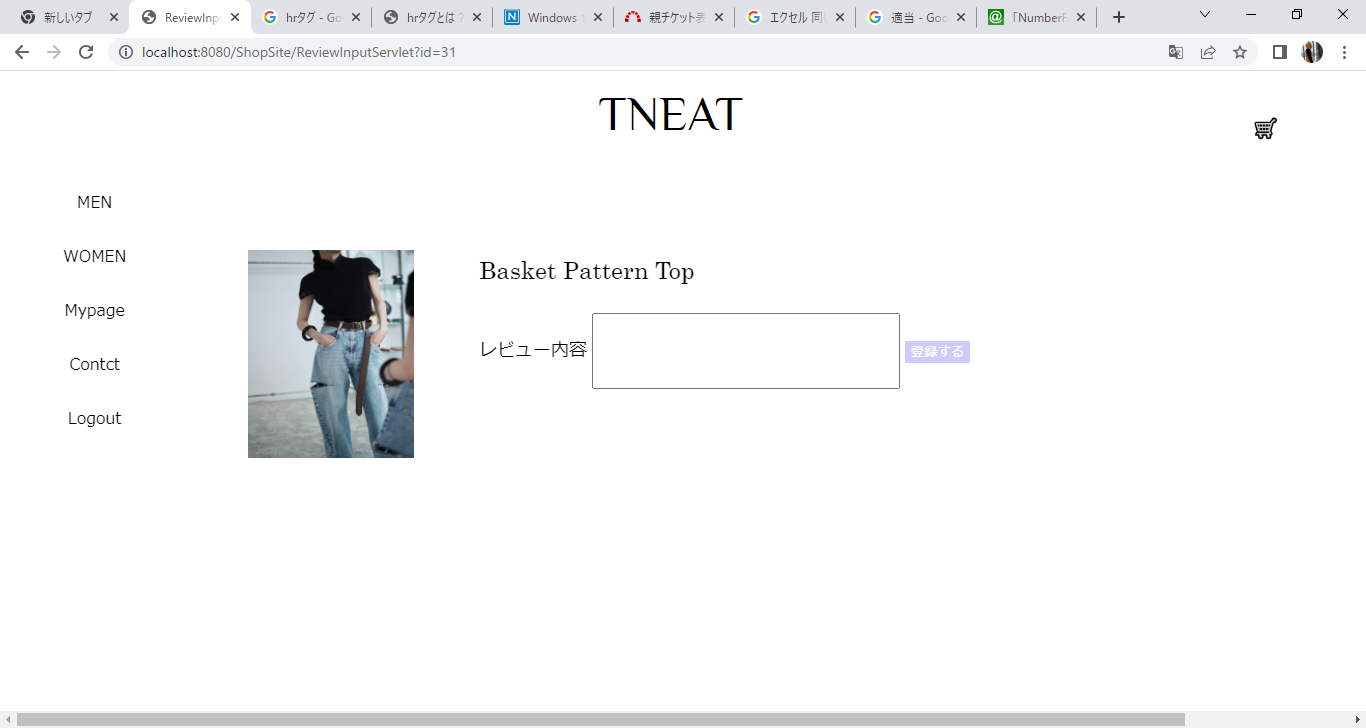 新しいタブ
ReviewInpu
hrタグ - Go
hrタグとは?
Windows
親チケット表
エクセル 同
適当 - Goo
「NumberF
localhost:8080/ShopSite/ReviewInputServlet?id=31
TNEAT
MEN
WOMEN
Mypage
Contct
Logout
Basket Pattern Top
レビュー内容
登録する